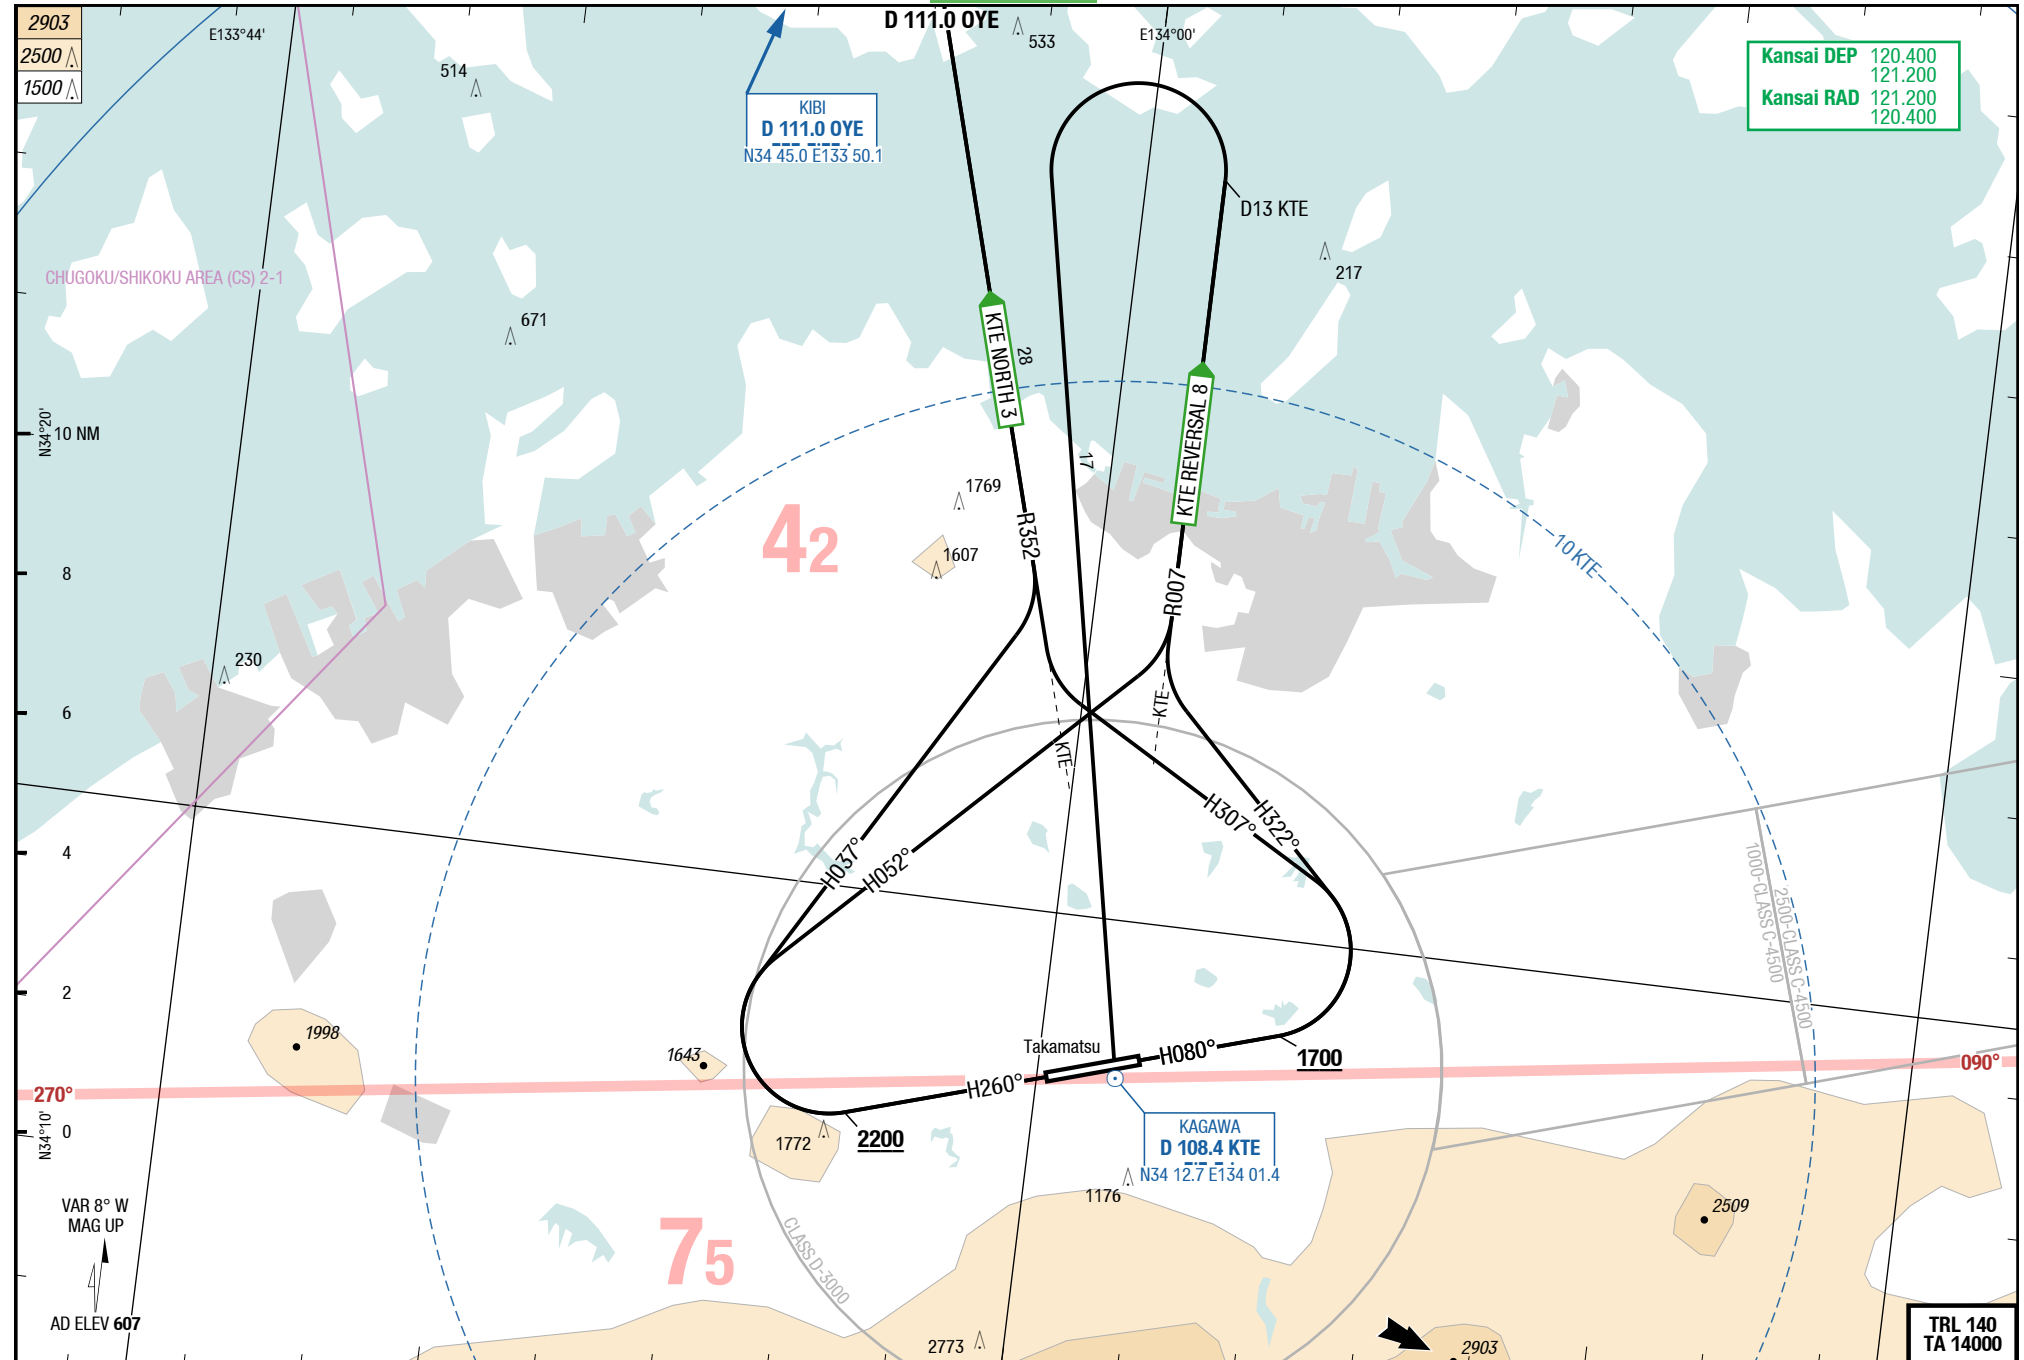 D 111.0 OYE
2903
2500
1500
E133°44'
E134°00'
533
514
Kansai DEP 120.400
121.200
Kansai RAD 121.200
120.400
KIBI
D 111.0 OYE
N34 45.0 E133 50.1
D13 KTE
217
CHUGOKU/SHIKOKU AREA (CS) 2-1
671
KTE NORTH 3
28
KTE REVERSAL 8
N34°20'
10 NM
17
1769
42
R352
1607
10 KTE
8
R007
230
6
KTE
KTE
H307°
H322°
4
H037°
H052°
1000-CLASS C-4500
2500-CLASS C-4500
2
1998
1643
Takamatsu
H080°
1700
270°
H260°
090°
N34°10'
0
1772
2200
KAGAWA
D 108.4 KTE
N34 12.7 E134 01.4
1176
VAR 8° W
MAG UP
75
CLASS D-3000
2509
AD ELEV 607
2773
2903
TRL 140
TA 14000